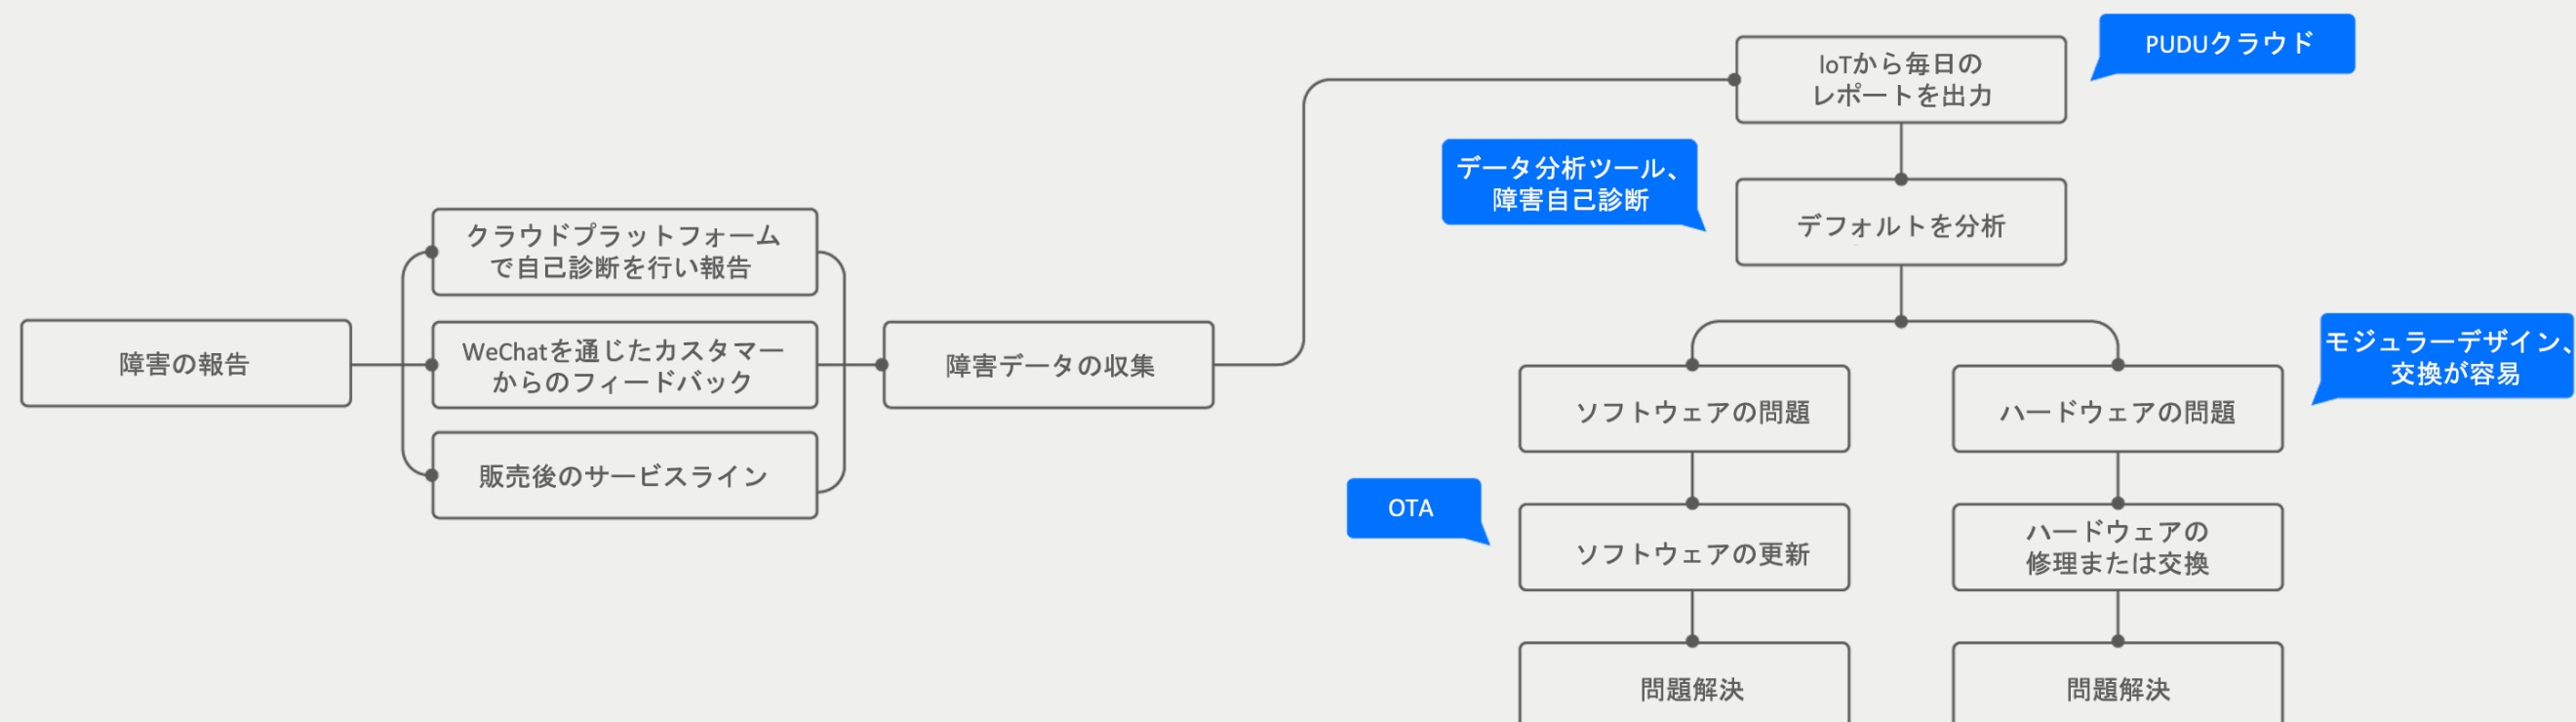 障害の報告
クラウドプラットフォーム
で自己診断を行い報告
WeChatを通じたカスタマー
からのフィードバック
販売後のサービスライン
障害データの収集
IoTから毎日の
レポートを出力
PUDUクラウド
データ分析ツール、
障害自己診断
デフォルトを分析
ソフトウェアの問題
ハードウェアの問題
モジュラーデザイン、
交換が容易
OTA
ソフトウェアの更新
ハードウェアの
修理または交換
問題解決
問題解決